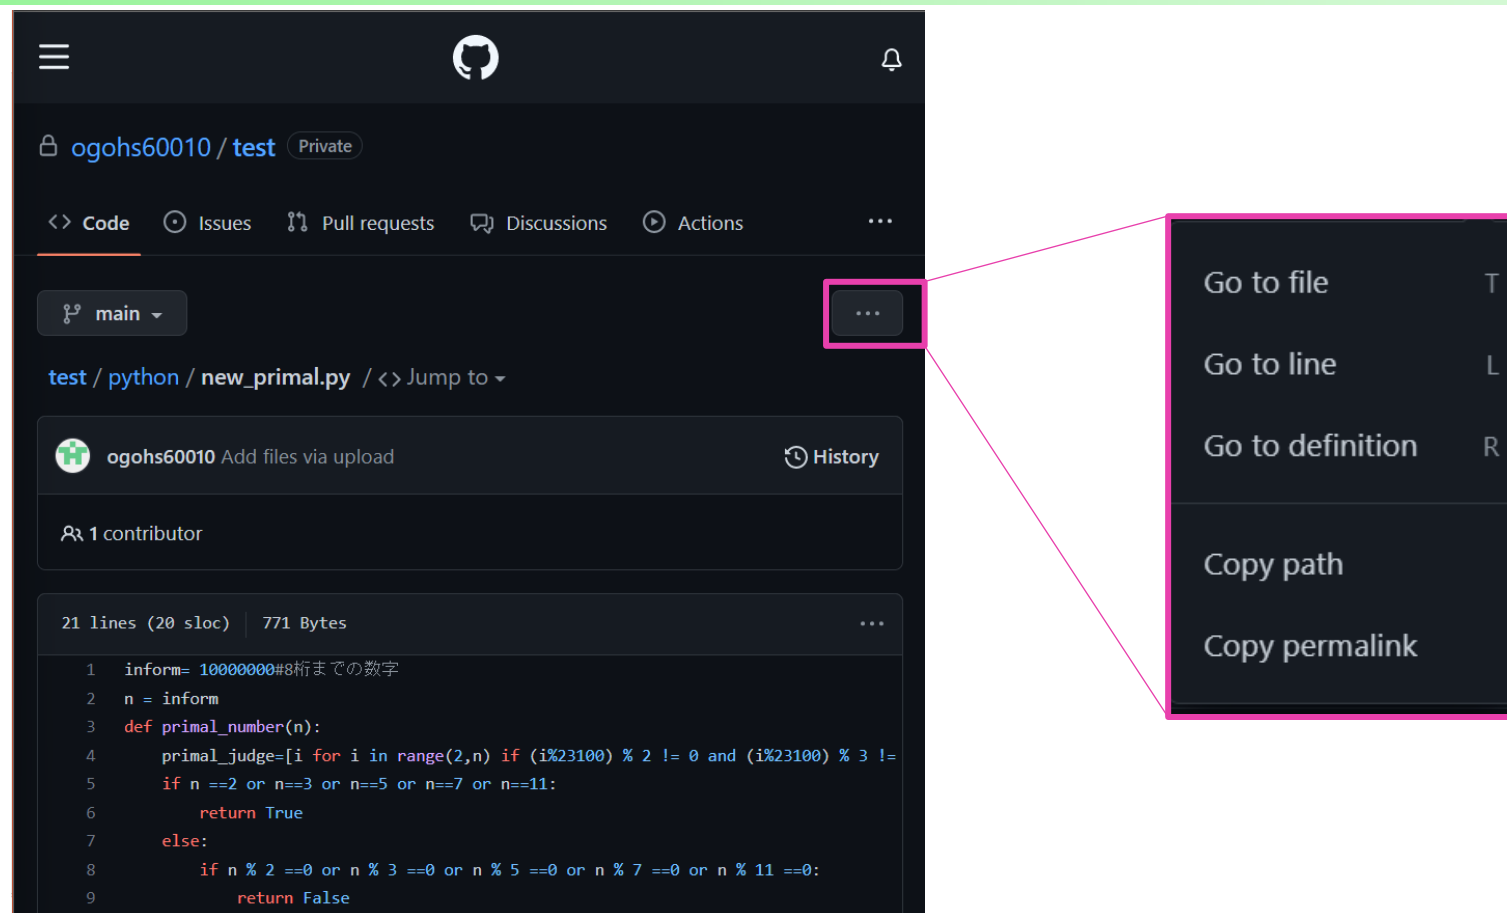 ogohs60010 / test Private
Code Issues Pull requests Discussions Actions ...
main ...
test / python / new_primal.py / <> Jump to
ogohs60010 Add files via upload History
1 contributor
21 lines (20 sloc) 771 Bytes ...
1 inform= 10000000#8桁までの数字
2 n = inform
3 def primal_number(n):
4 primal_judge=[i for i in range(2,n) if (i%23100) % 2 != 0 and (i%23100) % 3 !=
5 if n ==2 or n==3 or n==5 or n==7 or n==11:
6 return True
7 else:
8 if n % 2 ==0 or n % 3 ==0 or n % 5 ==0 or n % 7 ==0 or n % 11 ==0:
9 return False
Go to file T
Go to line L
Go to definition R
Copy path
Copy permalink